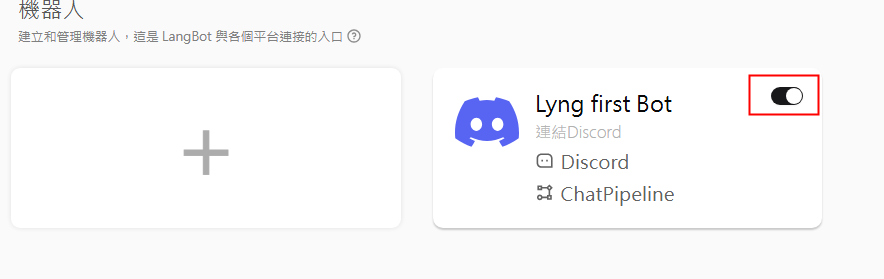 機器人
建立和管理機器人，這是 LangBot 與各個平台連接的入口
Lyng first Bot
連結Discord
Discord
ChatPipeline